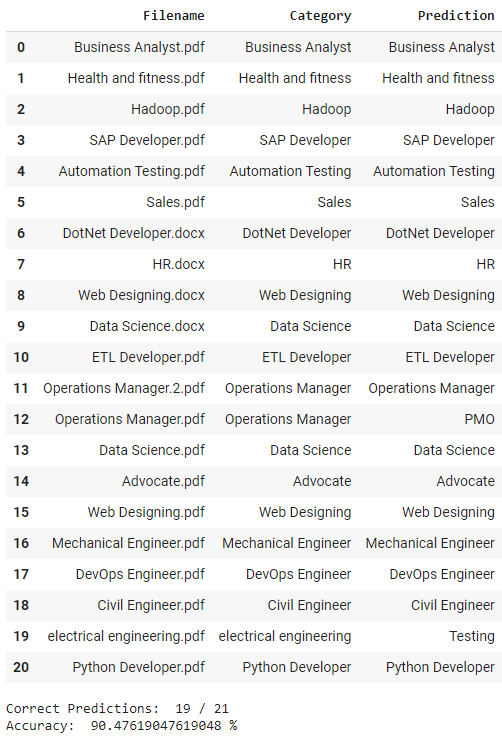 Filename Category Prediction
0 Business Analyst.pdf Business Analyst Business Analyst
1 Health and fitness.pdf Health and fitness Health and fitness
2 Hadoop.pdf Hadoop Hadoop
3 SAP Developer.pdf SAP Developer SAP Developer
4 Automation Testing.pdf Automation Testing Automation Testing
5 Sales.pdf Sales Sales
6 DotNet Developer.docx DotNet Developer DotNet Developer
7 HR.docx HR HR
8 Web Designing.docx Web Designing Web Designing
9 Data Science.docx Data Science Data Science
10 ETL Developer.pdf ETL Developer ETL Developer
11 Operations Manager.2.pdf Operations Manager Operations Manager
12 Operations Manager.pdf Operations Manager PMO
13 Data Science.pdf Data Science Data Science
14 Advocate.pdf Advocate Advocate
15 Web Designing.pdf Web Designing Web Designing
16 Mechanical Engineer.pdf Mechanical Engineer Mechanical Engineer
17 DevOps Engineer.pdf DevOps Engineer DevOps Engineer
18 Civil Engineer.pdf Civil Engineer Civil Engineer
19 electrical engineering.pdf electrical engineering Testing
20 Python Developer.pdf Python Developer Python Developer
Correct Predictions: 19 / 21
Accuracy: 90.47619047619048 %